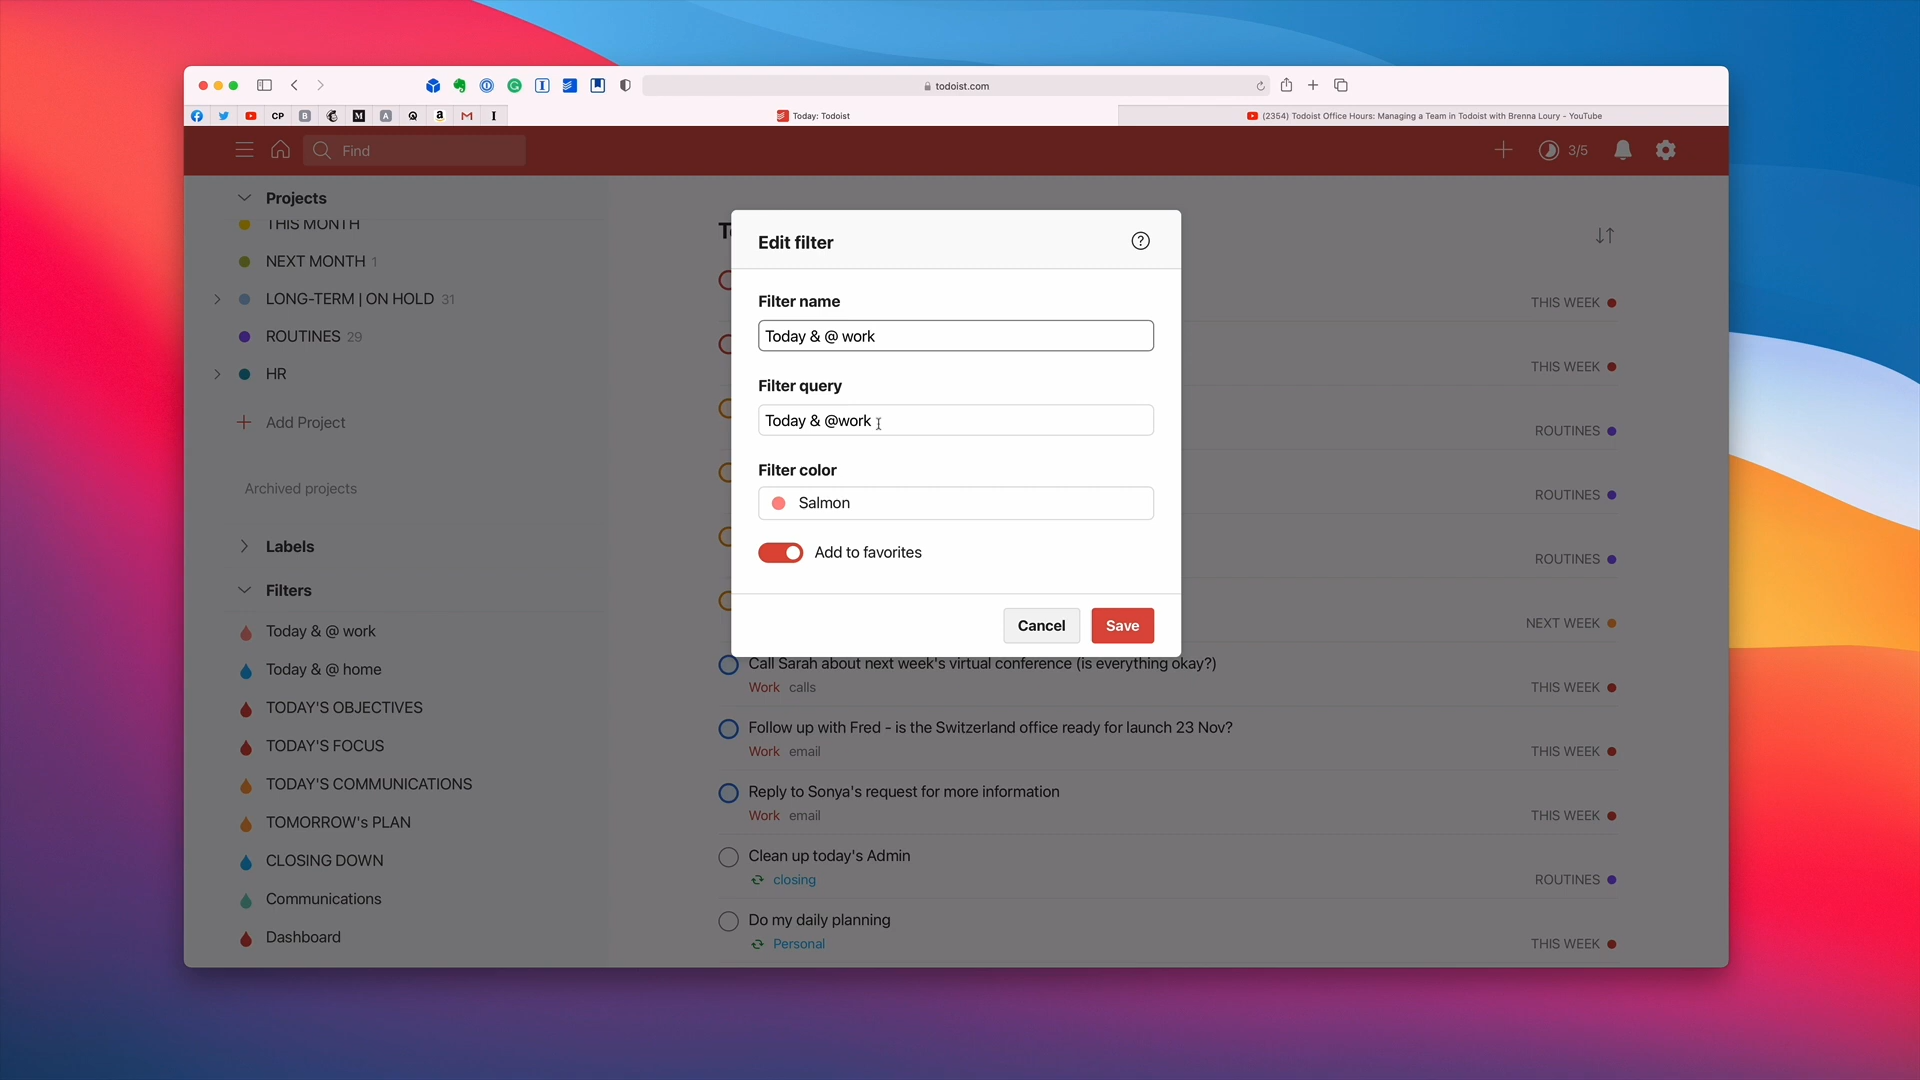 todoist.com
CP
B
M
A
a
I
Today: Todoist
(2354) Todoist Office Hours: Managing a Team in Todoist with Brenna Loury - YouTube
Find
3/5
Projects
THIS MONTH
NEXT MONTH 1
LONG-TERM | ON HOLD 31
ROUTINES 29
HR
Add Project
Archived projects
Labels
Filters
Today & @ work
Today & @ home
TODAY'S OBJECTIVES
TODAY'S FOCUS
TODAY'S COMMUNICATIONS
TOMORROW's PLAN
CLOSING DOWN
Communications
Dashboard
Edit filter
Filter name
Today & @ work
Filter query
Today & @work
Filter color
Salmon
Add to favorites
Cancel
Save
THIS WEEK
THIS WEEK
ROUTINES
ROUTINES
ROUTINES
NEXT WEEK
Call Sarah about next week's virtual conference (is everything okay?)
Work calls
THIS WEEK
Follow up with Fred - is the Switzerland office ready for launch 23 Nov?
Work email
THIS WEEK
Reply to Sonya's request for more information
Work email
THIS WEEK
Clean up today's Admin
closing
ROUTINES
Do my daily planning
Personal
THIS WEEK